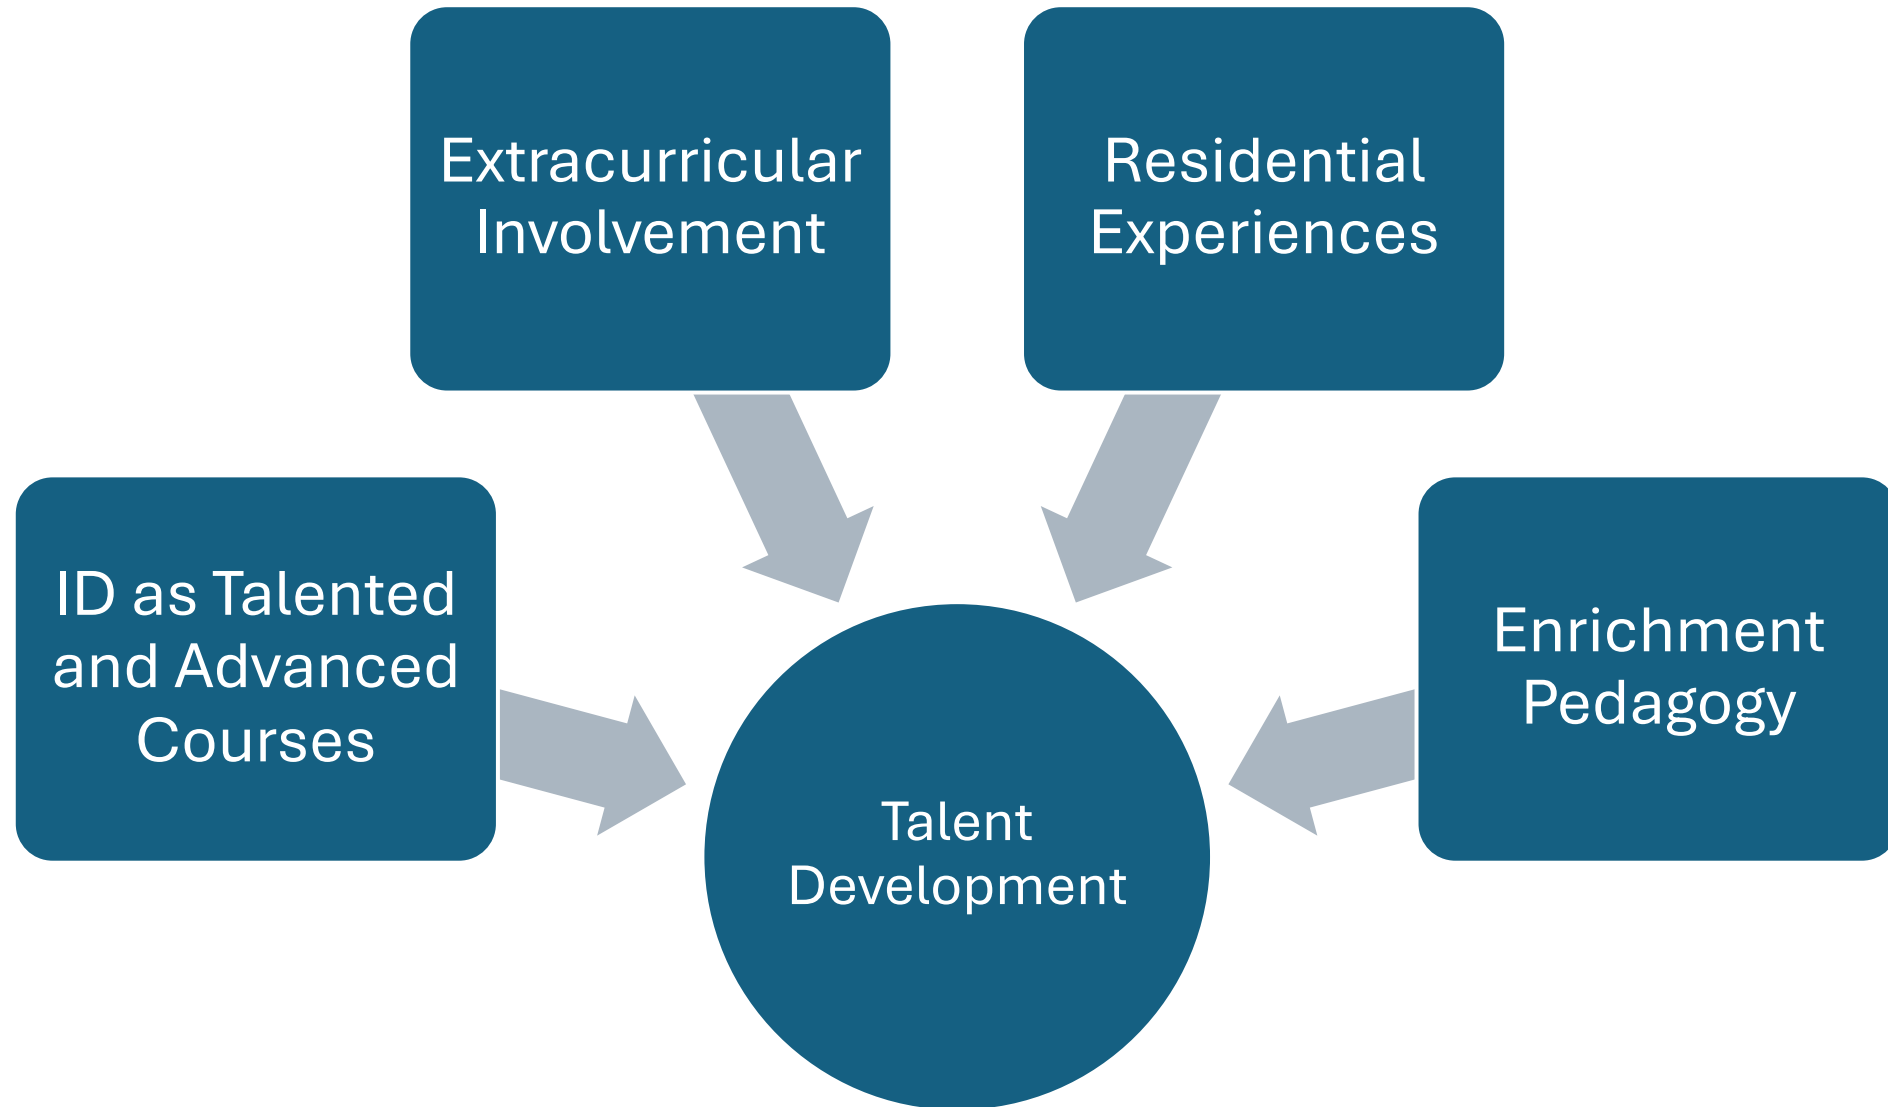 Extracurricular
Involvement
Residential
Experiences
ID as Talented
and Advanced
Courses
Enrichment
Pedagogy
Talent
Development